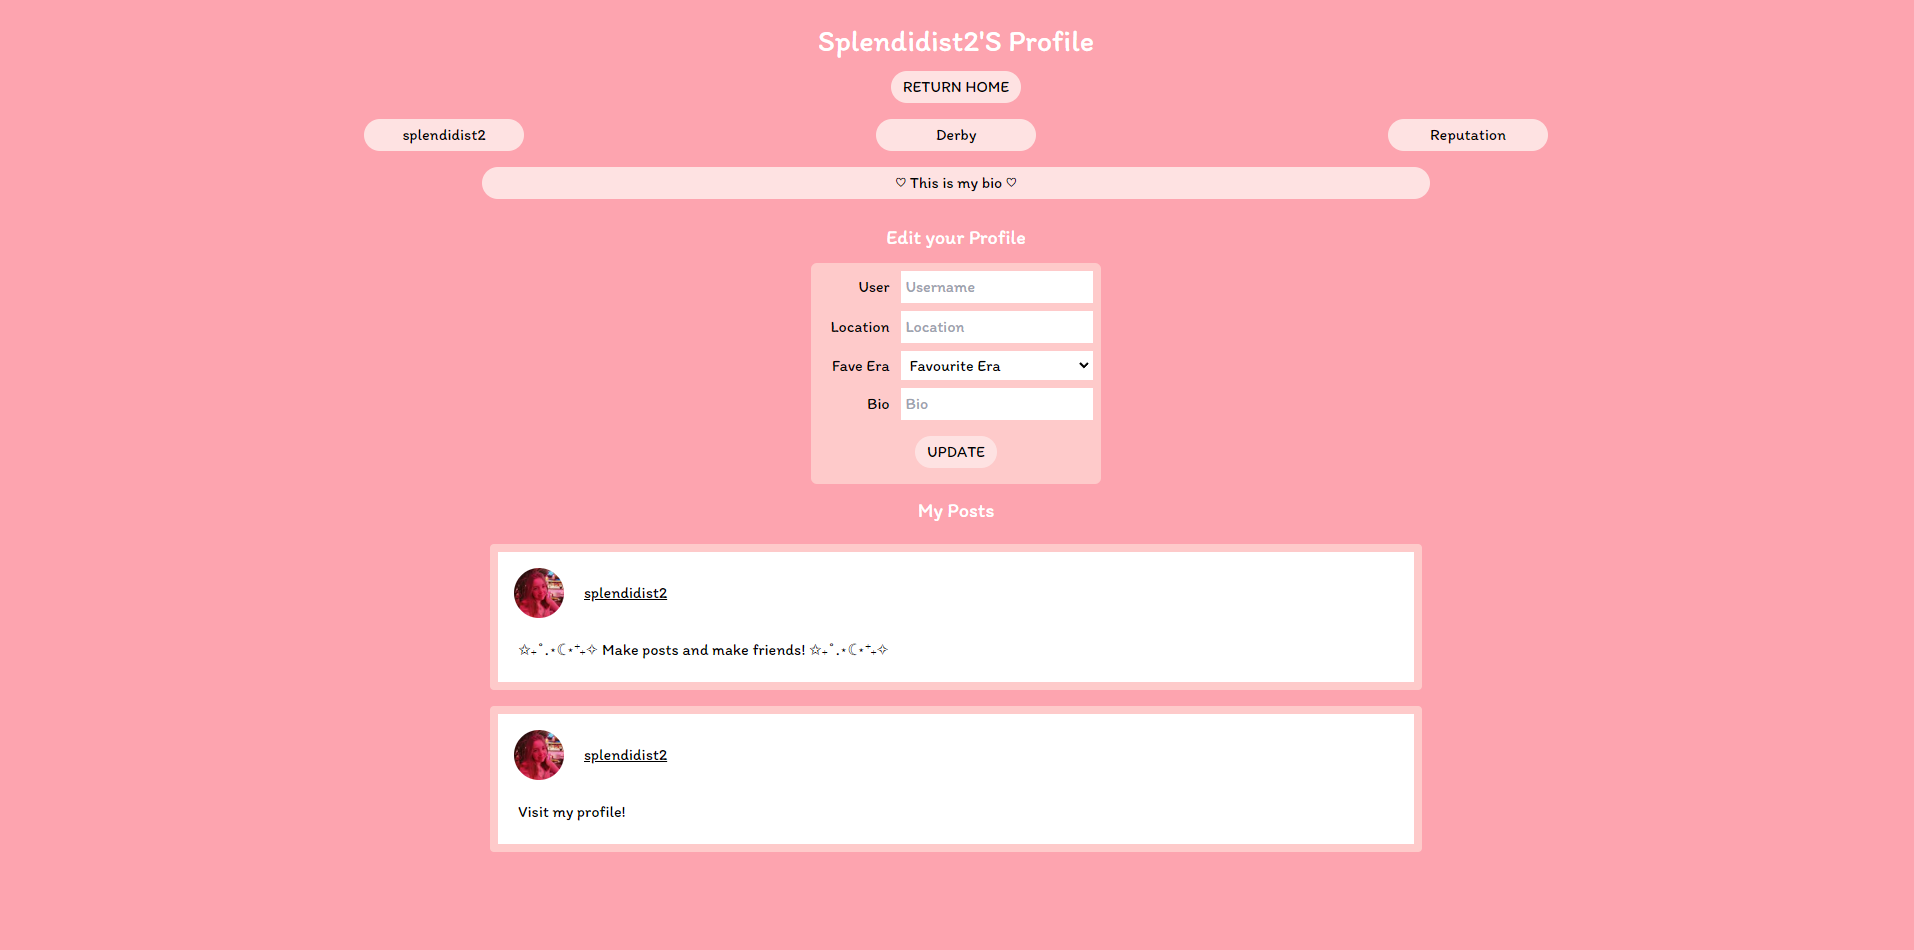 Splendidist2'S Profile
RETURN HOME
splendidist2 Derby Reputation
♡ This is my bio ♡
Edit your Profile
User Username
Location Location
Fave Era Favourite Era
Bio Bio
UPDATE
My Posts
splendidist2
☆₊˚.⋆☾⋆⁺₊✧ Make posts and make friends! ☆₊˚.⋆☾⋆⁺₊✧
splendidist2
Visit my profile!